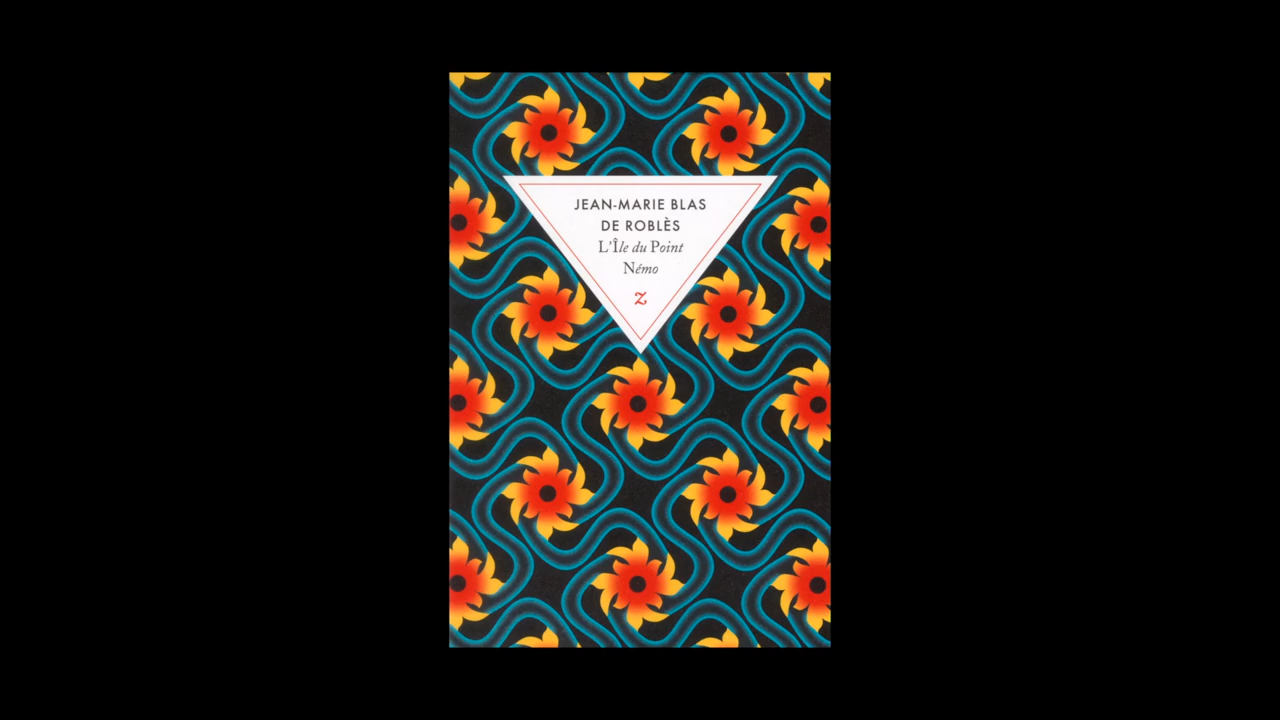 JEAN-MARIE BLAS
DE ROBLÈS
L'Île du Point
Némo
Z